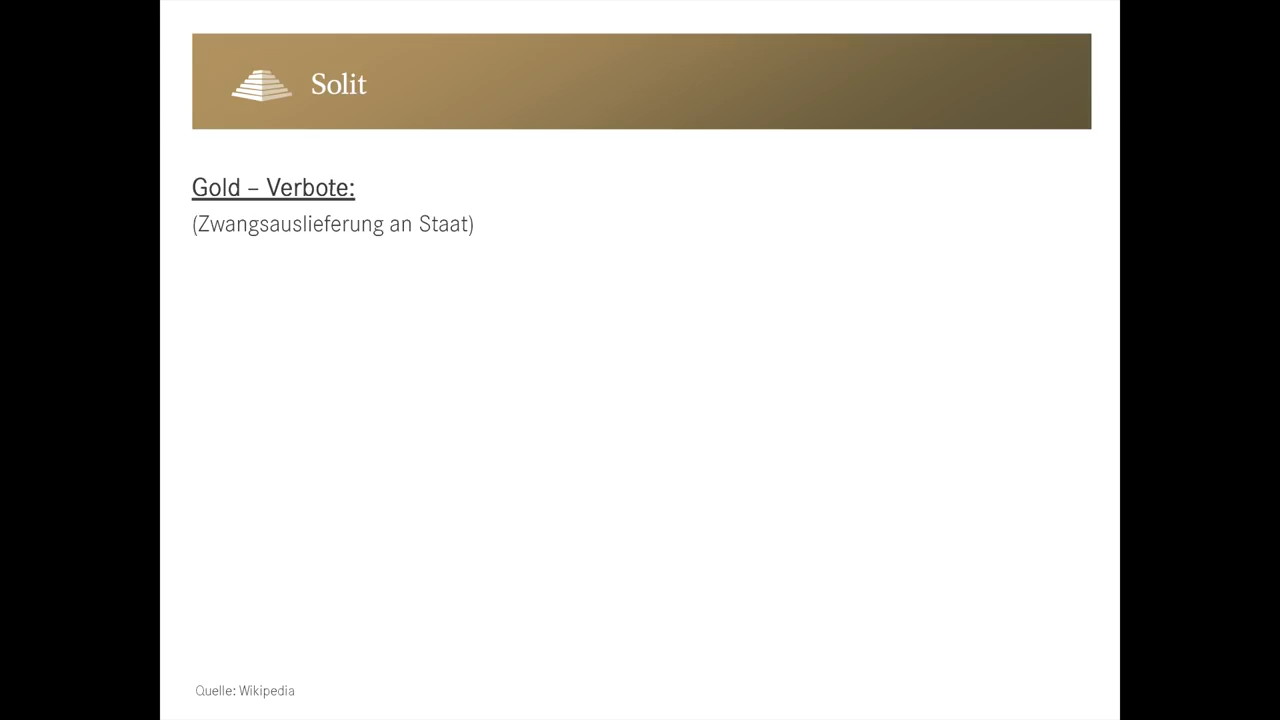 Solit
Gold – Verbote:
(Zwangsauslieferung an Staat)
Quelle: Wikipedia